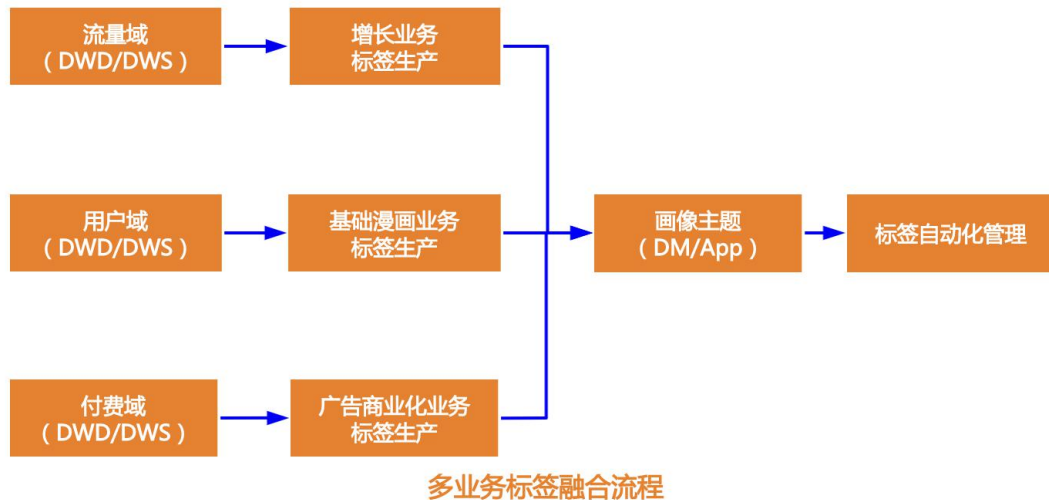 流量域
（DWD/DWS）
增长业务
标签生产
用户域
（DWD/DWS）
基础漫画业务
标签生产
画像主题
（DM/App）
标签自动化管理
付费域
（DWD/DWS）
广告商业化业务
标签生产
多业务标签融合流程